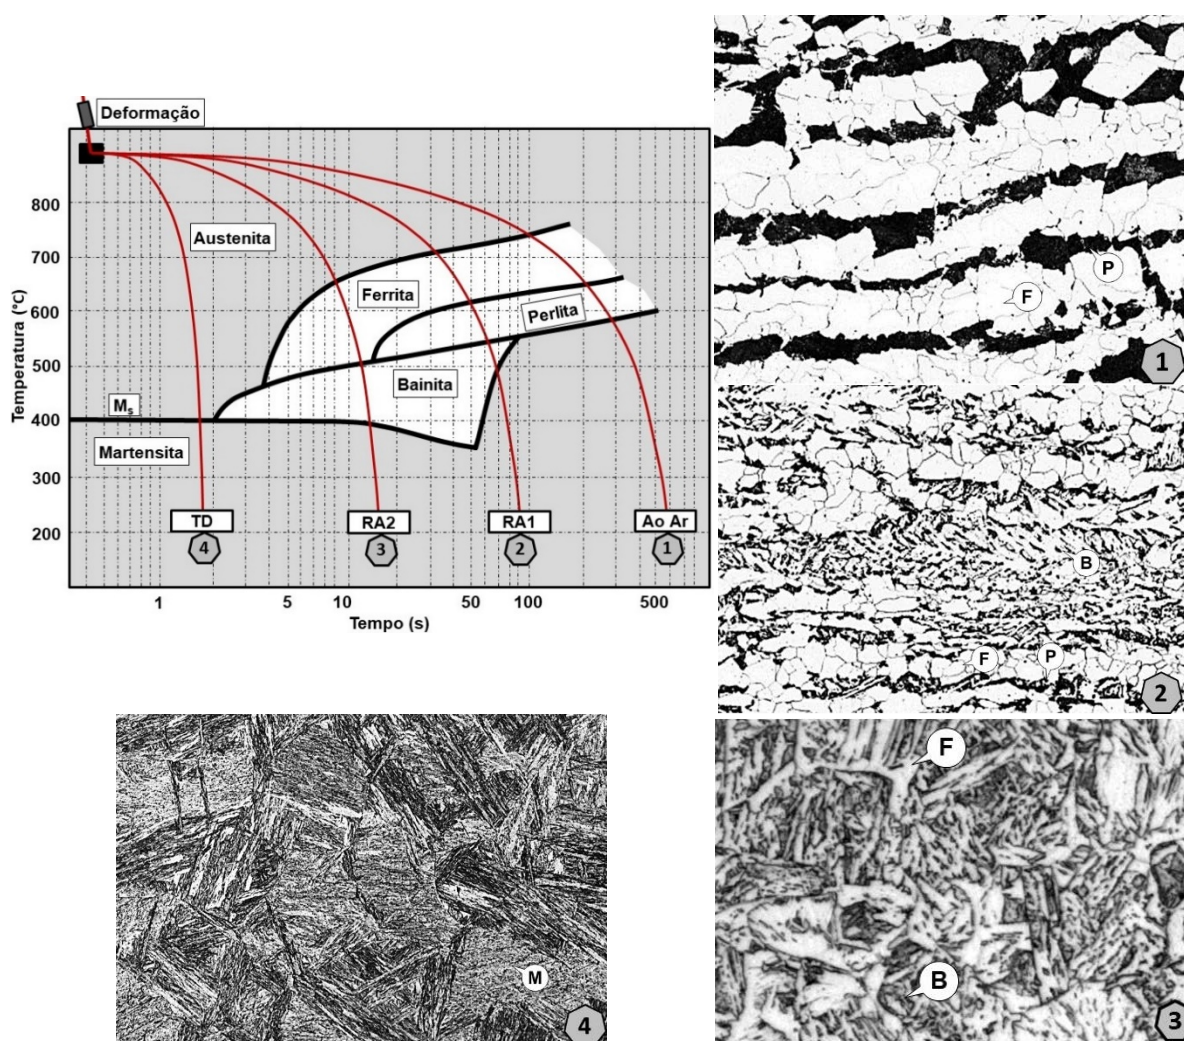 Deformação
Temperatura (°C)
800
700
600
500
400
300
200
Austenita
Ferrita
Perlita
Bainita
Ms
Martensita
TD
RA2
RA1
Ao Ar
4
3
2
1
1
5
10
50
100
500
Tempo (s)
P
F
1
B
F
P
2
M
4
F
B
3